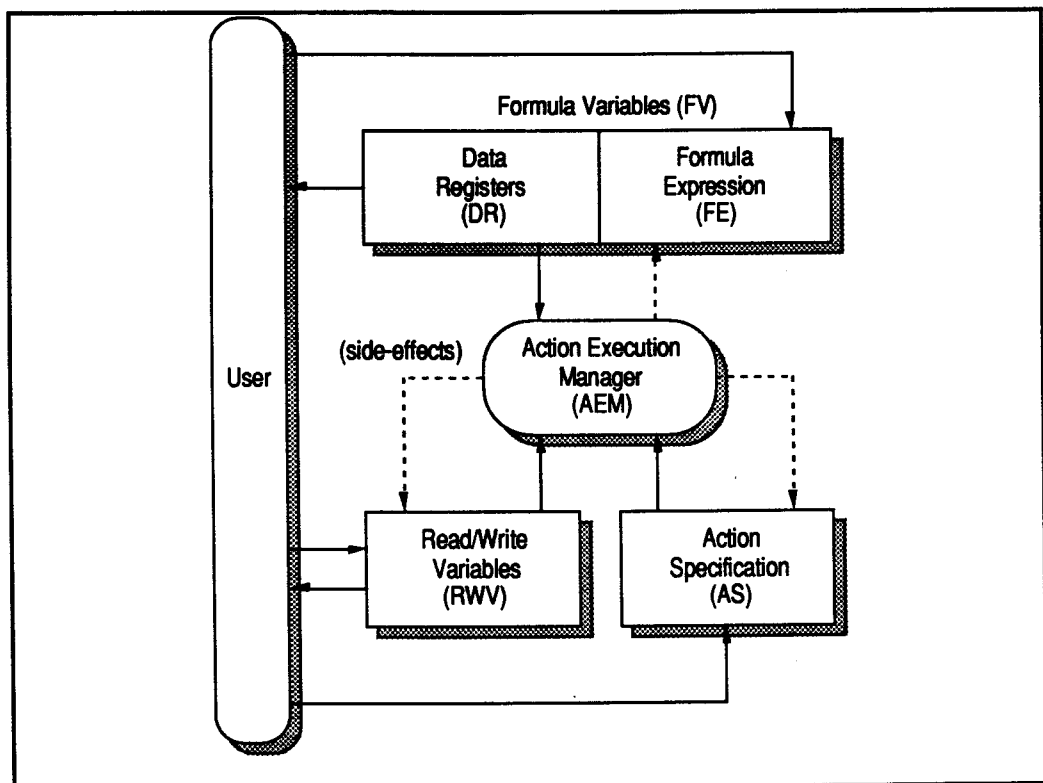 Formula Variables (FV)
Data
Registers
(DR)
Formula
Expression
(FE)
(side-effects)
User
Action Execution
Manager
(AEM)
Read/Write
Variables
(RWV)
Action
Specification
(AS)